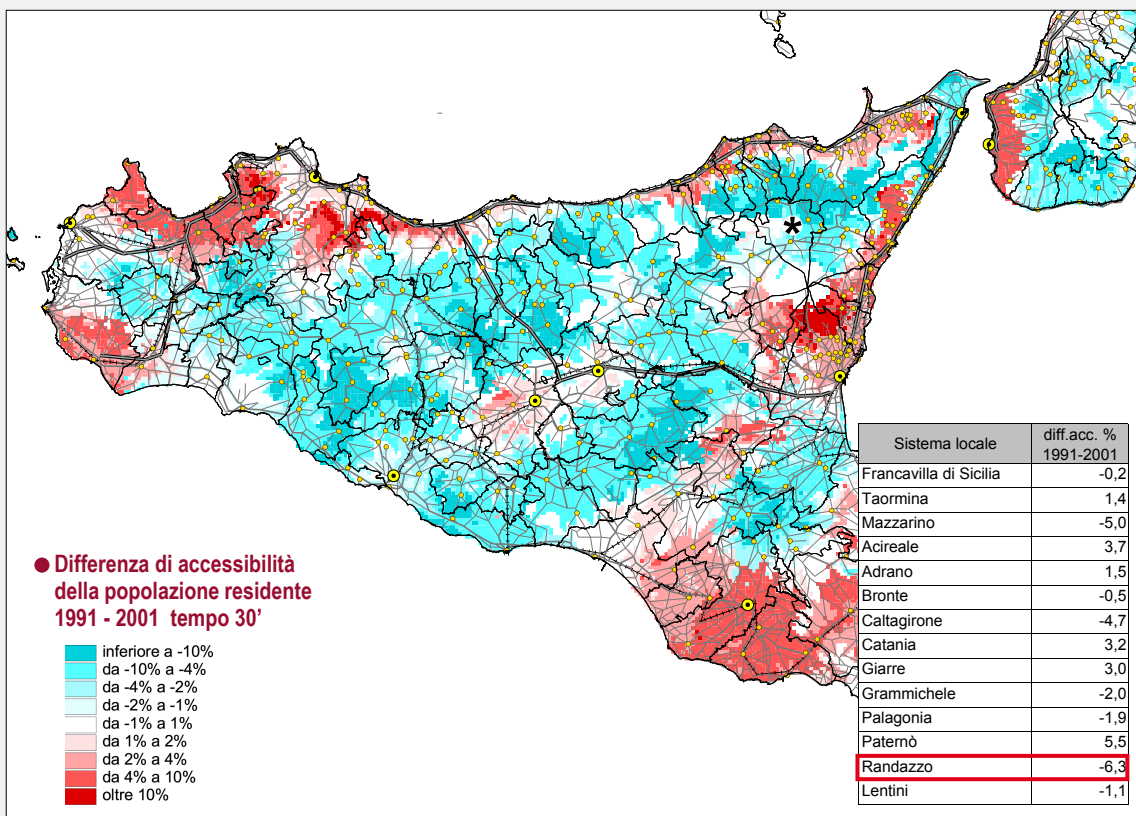 *
● Differenza di accessibilità
della popolazione residente
1991 - 2001 tempo 30'
inferiore a -10%
da -10% a -4%
da -4% a -2%
da -2% a -1%
da -1% a 1%
da 1% a 2%
da 2% a 4%
da 4% a 10%
oltre 10%
Sistema locale diff.acc. % 1991-2001
Francavilla di Sicilia -0,2
Taormina 1,4
Mazzarino -5,0
Acireale 3,7
Adrano 1,5
Bronte -0,5
Caltagirone -4,7
Catania 3,2
Giarre 3,0
Grammichele -2,0
Palagonia -1,9
Paternò 5,5
Randazzo -6,3
Lentini -1,1